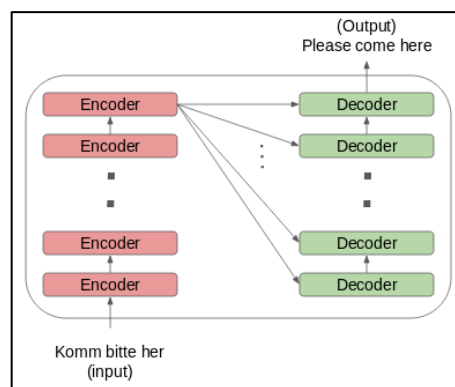 (Output)
Please come here
Encoder
Decoder
Encoder
Decoder
Encoder
Decoder
Encoder
Decoder
Komm bitte her
(input)